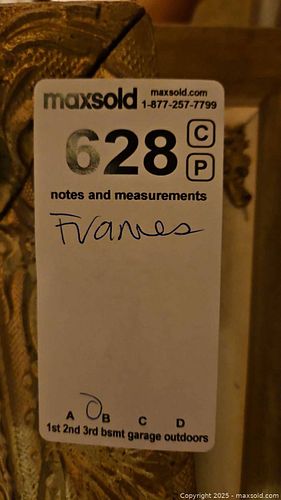 maxsold maxsold.com
1-877-257-7799
628 C
P
notes and measurements
Frames
A B C D
1st 2nd 3rd bsmt garage outdoors
Copyright 2025 - maxsold.com